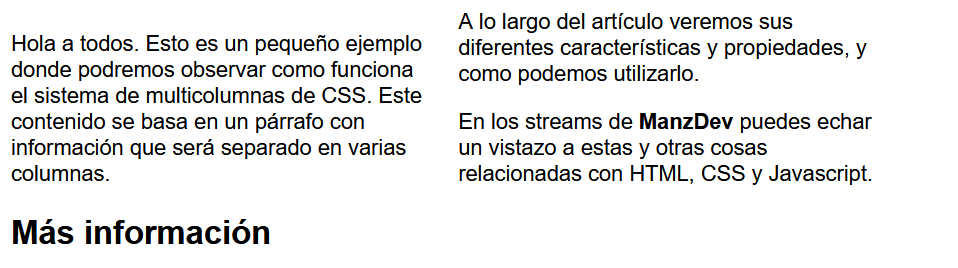 Hola a todos. Esto es un pequeño ejemplo
donde podremos observar como funciona
el sistema de multicolumnas de CSS. Este
contenido se basa en un párrafo con
información que será separado en varias
columnas.
Más información
A lo largo del artículo veremos sus
diferentes características y propiedades, y
como podemos utilizarlo.
En los streams de ManzDev puedes echar
un vistazo a estas y otras cosas
relacionadas con HTML, CSS y Javascript.